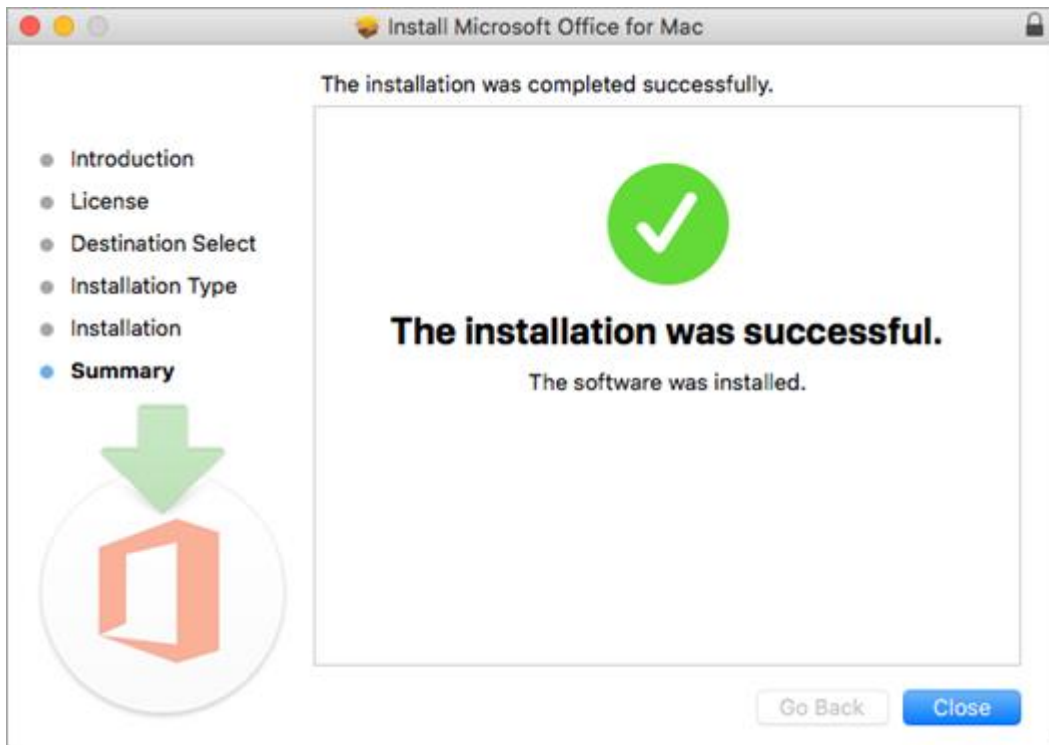 Install Microsoft Office for Mac
The installation was completed successfully.
Introduction
License
Destination Select
Installation Type
Installation
Summary
The installation was successful.
The software was installed.
Go Back
Close